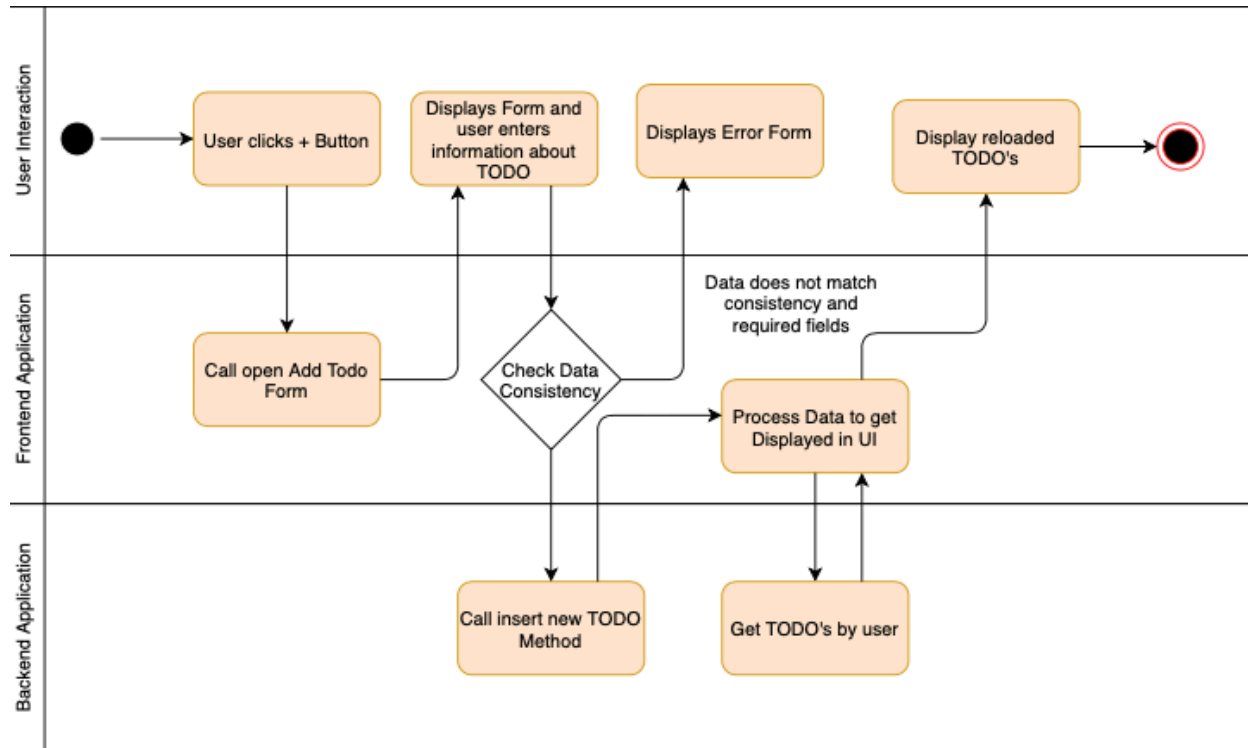 User Interaction
User clicks + Button
Displays Form and
user enters
information about
TODO
Displays Error Form
Display reloaded
TODO's
Frontend Application
Call open Add Todo
Form
Check Data
Consistency
Data does not match
consistency and
required fields
Process Data to get
Displayed in UI
Backend Application
Call insert new TODO
Method
Get TODO's by user